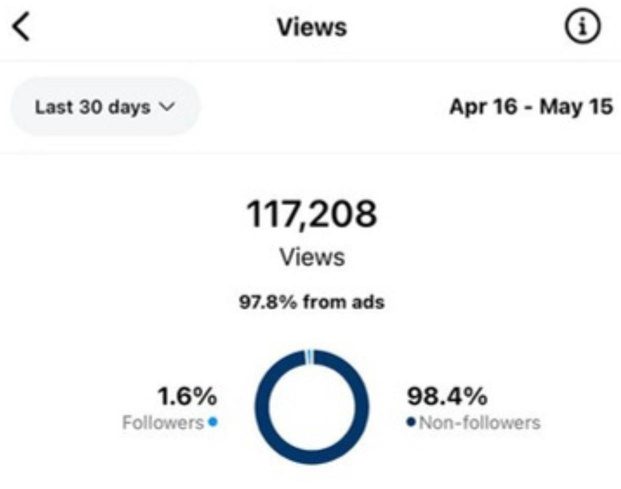 Views
Last 30 days
Apr 16 - May 15
117,208
Views
97.8% from ads
1.6%
Followers
98.4%
Non-followers